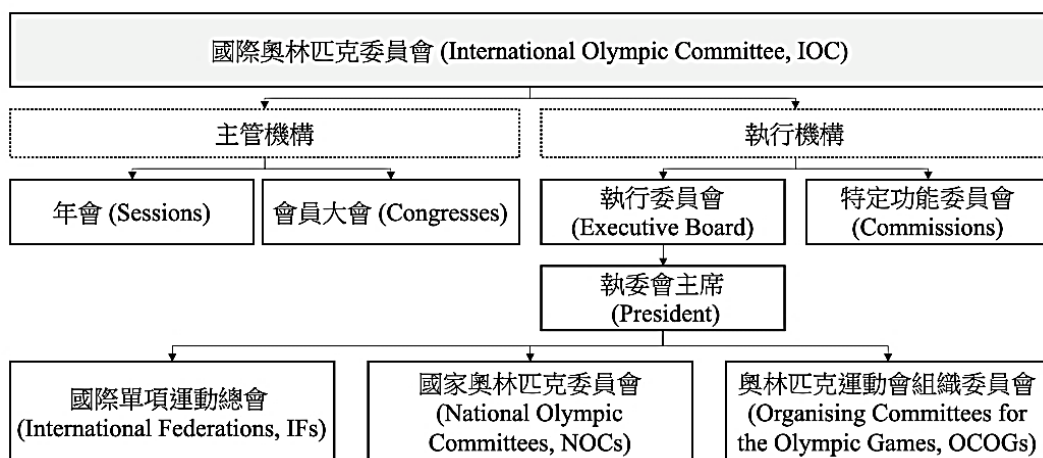 國際奧林匹克委員會 (International Olympic Committee, IOC)
主管機構
執行機構
年會 (Sessions)
會員大會 (Congresses)
執行委員會
(Executive Board)
特定功能委員會
(Commissions)
執委會主席
(President)
國際單項運動總會
(International Federations, IFs)
國家奧林匹克委員會
(National Olympic
Committees, NOCs)
奧林匹克運動會組織委員會
(Organising Committees for
the Olympic Games, OCOGs)